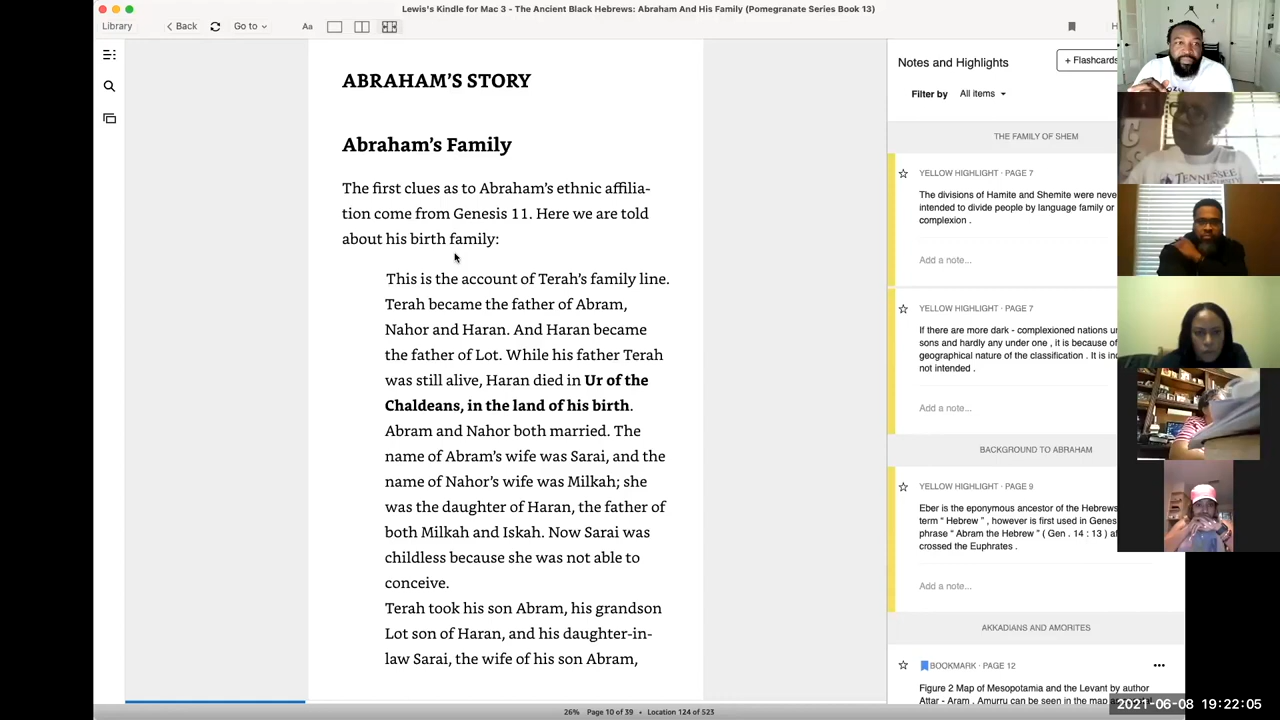 Lewis's Kindle for Mac 3 - The Ancient Black Hebrews: Abraham And His Family (Pomegranate Series Book 13)
Library
Back
Go to
Aa
ABRAHAM'S STORY
Abraham's Family
The first clues as to Abraham's ethnic affilia-
tion come from Genesis 11. Here we are told
about his birth family:
This is the account of Terah's family line.
Terah became the father of Abram,
Nahor and Haran. And Haran became
the father of Lot. While his father Terah
was still alive, Haran died in Ur of the
Chaldeans, in the land of his birth.
Abram and Nahor both married. The
name of Abram's wife was Sarai, and the
name of Nahor's wife was Milkah; she
was the daughter of Haran, the father of
both Milkah and Iskah. Now Sarai was
childless because she was not able to
conceive.
Terah took his son Abram, his grandson
Lot son of Haran, and his daughter-in-
law Sarai, the wife of his son Abram,
26% Page 10 of 39 • Location 124 of 523
Notes and Highlights
+ Flashcards
Filter by All items
THE FAMILY OF SHEM
YELLOW HIGHLIGHT · PAGE 7
The divisions of Hamite and Shemite were neve
intended to divide people by language family or
complexion .
Add a note...
YELLOW HIGHLIGHT · PAGE 7
If there are more dark - complexioned nations un
sons and hardly any under one , it is because of
geographical nature of the classification . It is inc
not intended .
Add a note...
BACKGROUND TO ABRAHAM
YELLOW HIGHLIGHT · PAGE 9
Eber is the eponymous ancestor of the Hebrews
term " Hebrew " , however is first used in Genes
phrase " Abram the Hebrew " ( Gen . 14 : 13 ) af
crossed the Euphrates .
Add a note...
AKKADIANS AND AMORITES
BOOKMARK · PAGE 12
Figure 2 Map of Mesopotamia and the Levant by author
Attar - Aram . Amurru can be seen in the map
2021-06-08 19:22:05
TENNESSEE